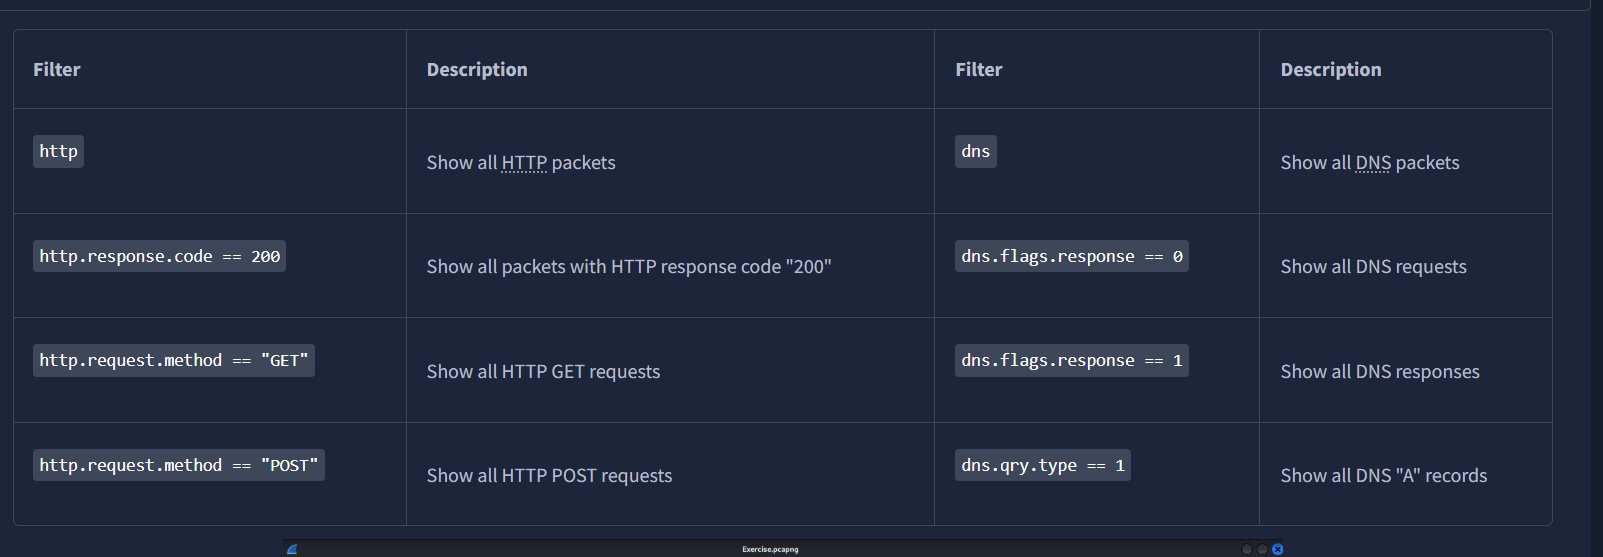 Filter Description Filter Description
http Show all HTTP packets dns Show all DNS packets
http.response.code == 200 Show all packets with HTTP response code "200" dns.flags.response == 0 Show all DNS requests
http.request.method == "GET" Show all HTTP GET requests dns.flags.response == 1 Show all DNS responses
http.request.method == "POST" Show all HTTP POST requests dns.qry.type == 1 Show all DNS "A" records
Exercise.pcapng